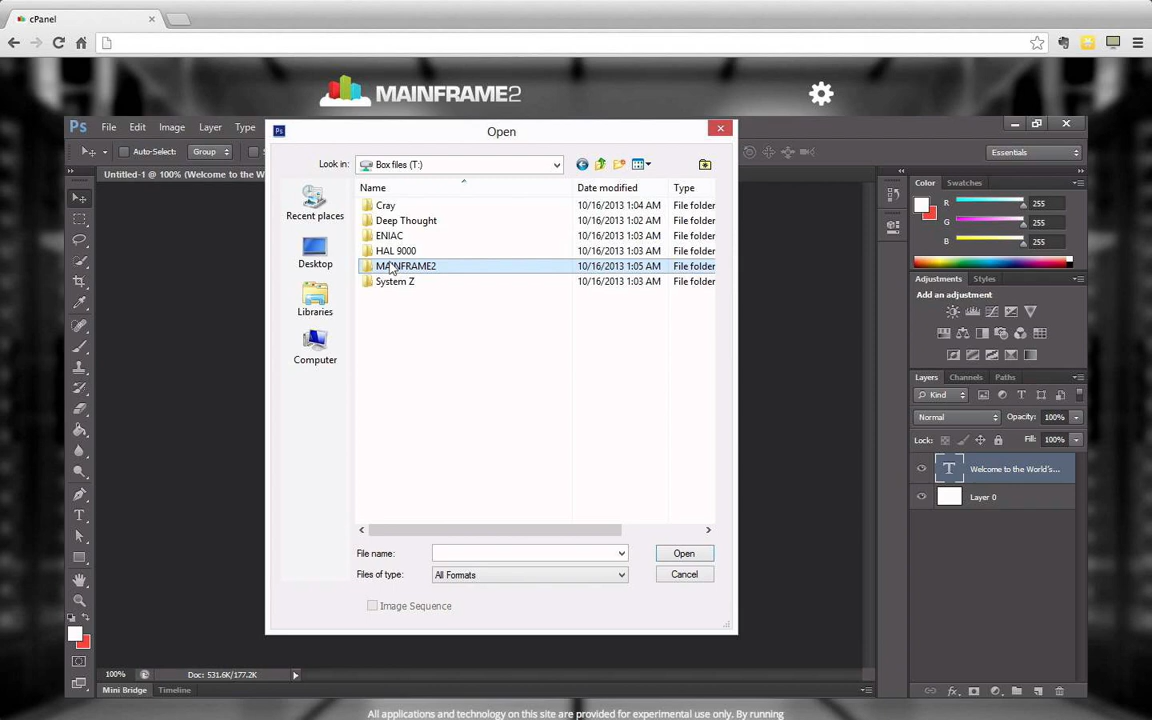 cPanel
MAINFRAME2
Ps File Edit Image Layer Type
Auto-Select: Group
Essentials
Untitled-1 @ 100% (Welcome to the W
Open
Look in: Box files (T:)
Name Date modified Type
Cray 10/16/2013 1:04 AM File folder
Deep Thought 10/16/2013 1:02 AM File folder
ENIAC 10/16/2013 1:03 AM File folder
HAL 9000 10/16/2013 1:03 AM File folder
MAINFRAME2 10/16/2013 1:05 AM File folder
System Z 10/16/2013 1:03 AM File folder
Recent places
Desktop
Libraries
Computer
File name: Open
Files of type: All Formats Cancel
Image Sequence
Color Swatches
R 255
G 255
B 255
Adjustments Styles
Add an adjustment
Layers Channels Paths
Kind
Normal Opacity: 100%
Lock: Fill: 100%
T Welcome to the World's...
Layer 0
100% Doc: 531.6K/177.2K
Mini Bridge Timeline
All applications and technology on this site are provided for experimental use only. By running